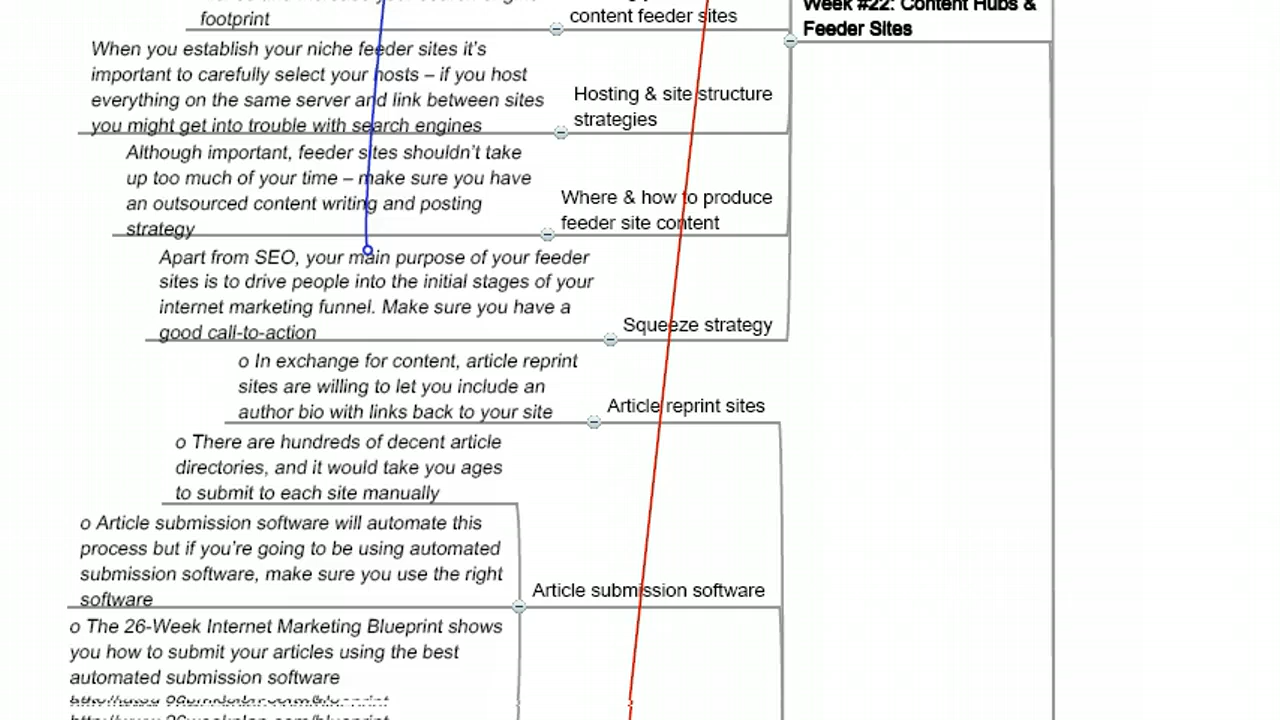 footprint
content feeder sites
Week #22: Content Hubs &
Feeder Sites
When you establish your niche feeder sites it's
important to carefully select your hosts – if you host
everything on the same server and link between sites
you might get into trouble with search engines
Hosting & site structure
strategies
Although important, feeder sites shouldn't take
up too much of your time – make sure you have
an outsourced content writing and posting
strategy
Where & how to produce
feeder site content
Apart from SEO, your main purpose of your feeder
sites is to drive people into the initial stages of your
internet marketing funnel. Make sure you have a
good call-to-action
Squeeze strategy
o In exchange for content, article reprint
sites are willing to let you include an
author bio with links back to your site
Article reprint sites
o There are hundreds of decent article
directories, and it would take you ages
to submit to each site manually
o Article submission software will automate this
process but if you're going to be using automated
submission software, make sure you use the right
software
Article submission software
o The 26-Week Internet Marketing Blueprint shows
you how to submit your articles using the best
automated submission software